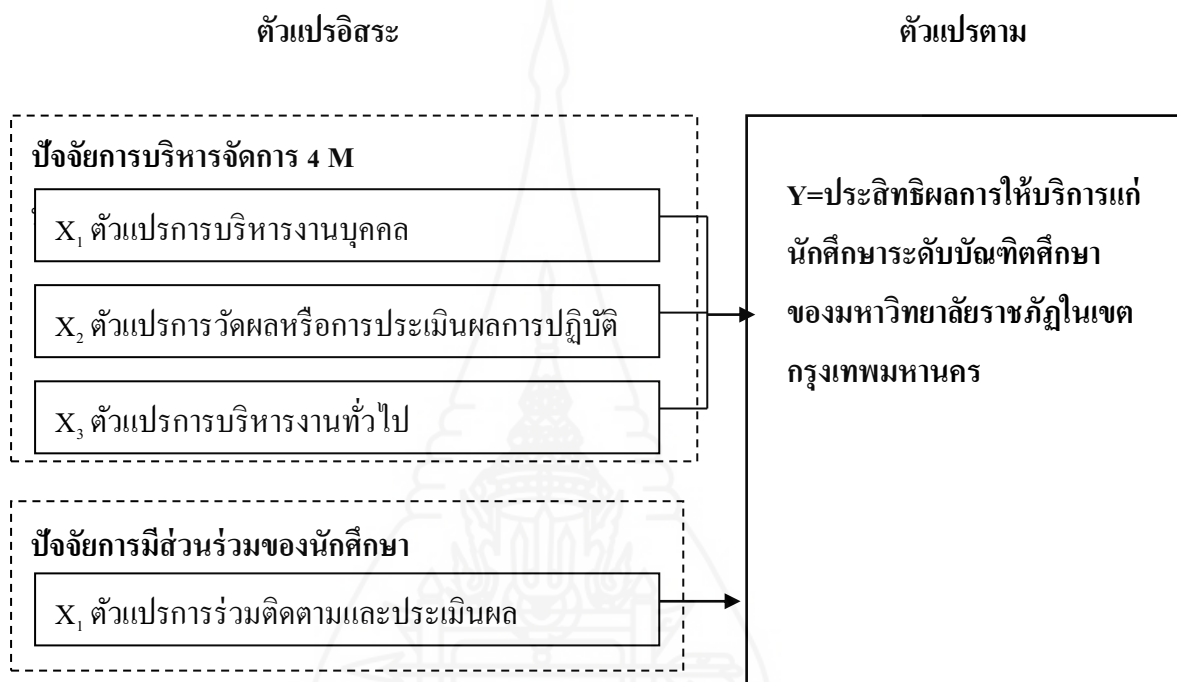 ตัวแปรอิสระ
ตัวแปรตาม
ปัจจัยการบริหารจัดการ 4 M
X₁ ตัวแปรการบริหารงานบุคคล
X₂ ตัวแปรการวัดผลหรือการประเมินผลการปฏิบัติ
X₃ ตัวแปรการบริหารงานทั่วไป
Y=ประสิทธิผลการให้บริการแก่
นักศึกษาระดับบัณฑิตศึกษา
ของมหาวิทยาลัยราชภัฏในเขต
กรุงเทพมหานคร
ปัจจัยการมีส่วนร่วมของนักศึกษา
X₁ ตัวแปรการร่วมติดตามและประเมินผล